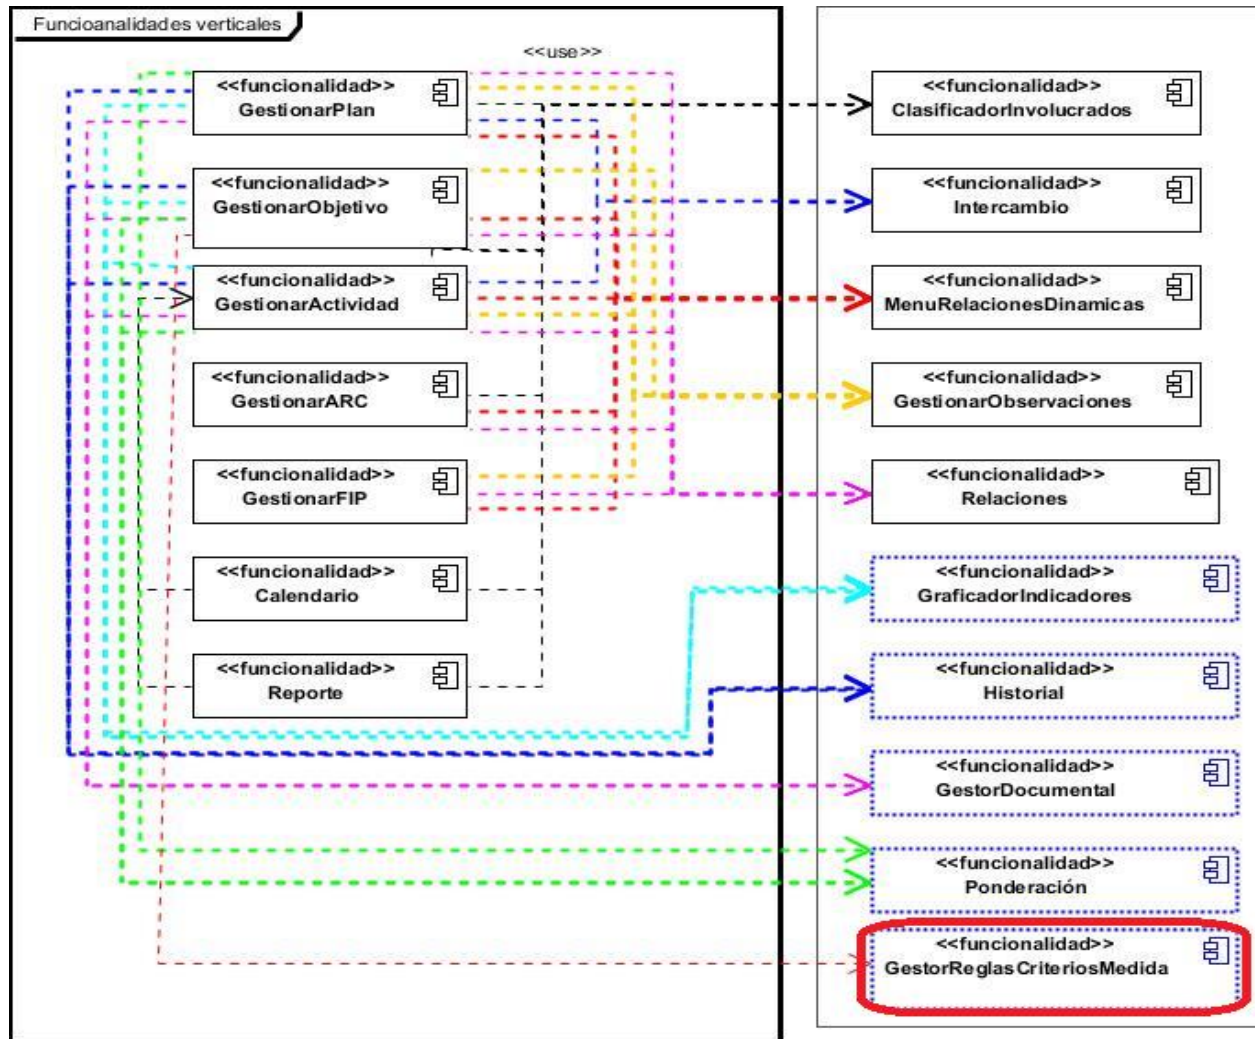 Funcioanalidades verticales
<<use>>
<<funcionalidad>>
GestionarPlan
<<funcionalidad>>
GestionarObjetivo
<<funcionalidad>>
GestionarActividad
<<funcionalidad>>
GestionarARC
<<funcionalidad>>
GestionarFIP
<<funcionalidad>>
Calendario
<<funcionalidad>>
Reporte
<<funcionalidad>>
ClasificadorInvolucrados
<<funcionalidad>>
Intercambio
<<funcionalidad>>
MenuRelacionesDinamicas
<<funcionalidad>>
GestionarObservaciones
<<funcionalidad>>
Relaciones
<<funcionalidad>>
GraficadorIndicadores
<<funcionalidad>>
Historial
<<funcionalidad>>
GestorDocumental
<<funcionalidad>>
Ponderación
<<funcionalidad>>
GestorReglasCriteriosMedida